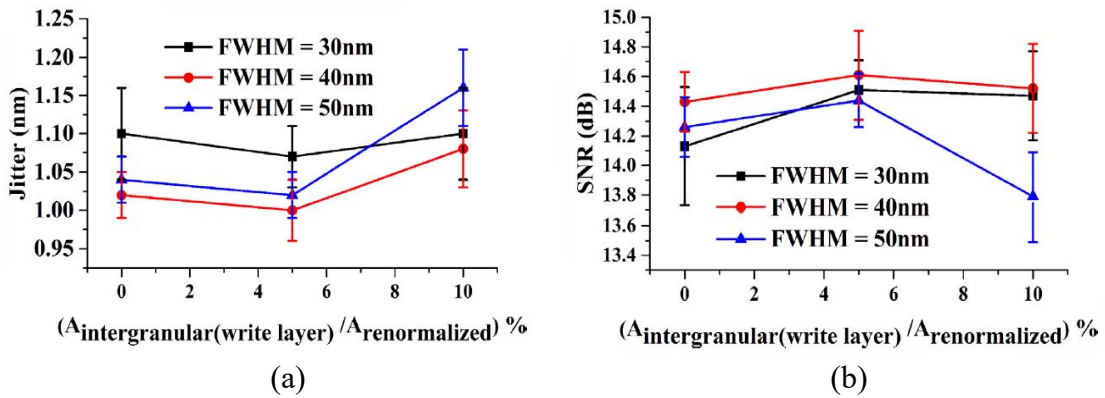 1.25
1.20
1.15
1.10
1.05
1.00
0.95
Jitter (nm)
FWHM = 30nm
FWHM = 40nm
FWHM = 50nm
0 2 4 6 8 10
(Aintergranular(write layer) /Arenormalized) %
(a)
15.0
14.8
14.6
14.4
14.2
14.0
13.8
13.6
13.4
SNR (dB)
FWHM = 30nm
FWHM = 40nm
FWHM = 50nm
0 2 4 6 8 10
(Aintergranular(write layer) /Arenormalized) %
(b)